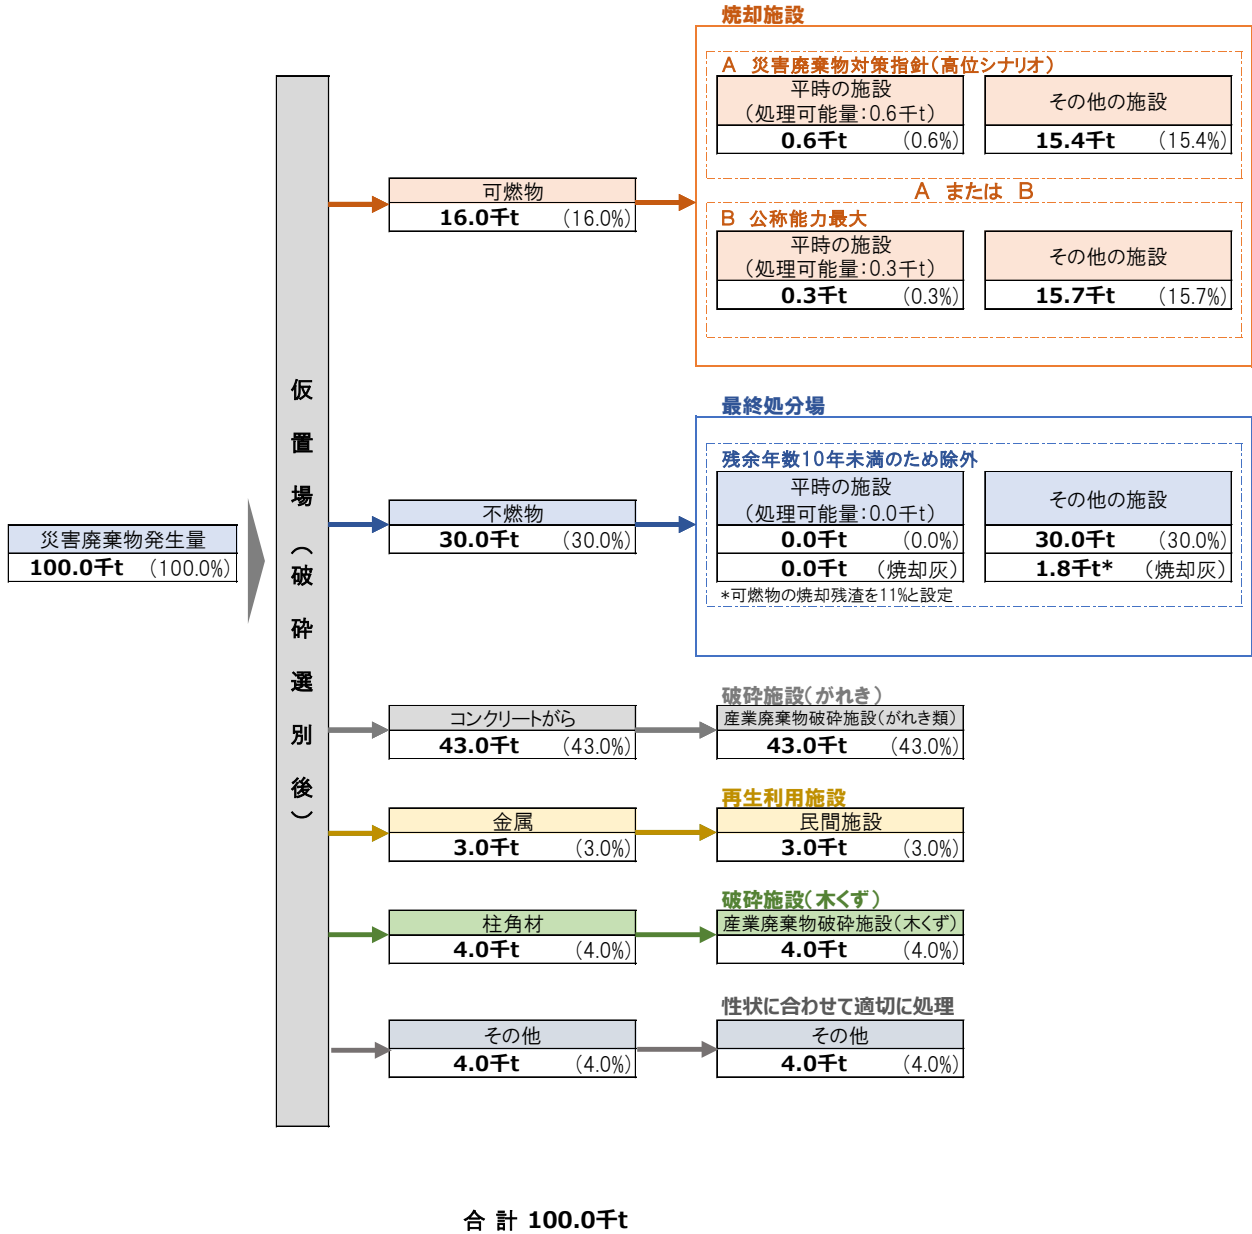 焼却施設
A 災害廃棄物対策指針(高位シナリオ)
平時の施設
(処理可能量:0.6千t)
その他の施設
0.6千t (0.6%)
15.4千t (15.4%)
A または B
可燃物
16.0千t (16.0%)
B 公称能力最大
平時の施設
(処理可能量:0.3千t)
その他の施設
0.3千t (0.3%)
15.7千t (15.7%)
仮置場(破砕選別後)
最終処分場
残余年数10年未満のため除外
平時の施設
(処理可能量:0.0千t)
その他の施設
不燃物
30.0千t (30.0%)
0.0千t (0.0%)
30.0千t (30.0%)
0.0千t (焼却灰)
1.8千t* (焼却灰)
*可燃物の焼却残渣を11%と設定
災害廃棄物発生量
100.0千t (100.0%)
破砕施設(がれき)
コンクリートがら
産業廃棄物破砕施設(がれき類)
43.0千t (43.0%)
43.0千t (43.0%)
再生利用施設
金属
民間施設
3.0千t (3.0%)
3.0千t (3.0%)
破砕施設(木くず)
柱角材
産業廃棄物破砕施設(木くず)
4.0千t (4.0%)
4.0千t (4.0%)
性状に合わせて適切に処理
その他
その他
4.0千t (4.0%)
4.0千t (4.0%)
合計 100.0千t